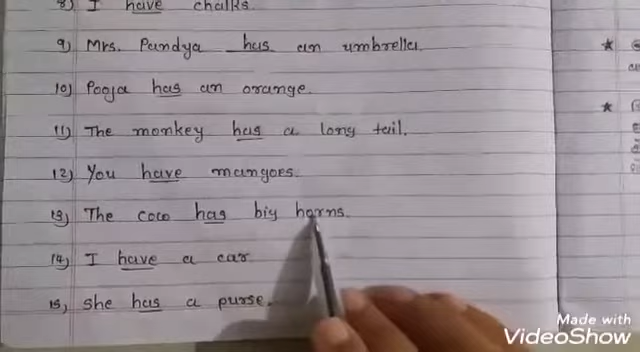 8) I have chalks.
9) Mrs. Pandya has an umbrella.
10) Pooja has an orange.
11) The monkey has a long tail.
12) You have mangoes.
13) The cow has big horns.
14) I have a car
15) She has a purse.
Made with
VideoShow